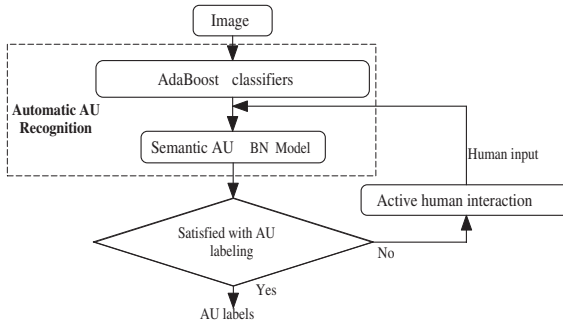 Image
AdaBoost classifiers
Automatic AU
Recognition
Semantic AU BN Model
Human input
Active human interaction
Satisfied with AU
labeling
No
Yes
AU labels